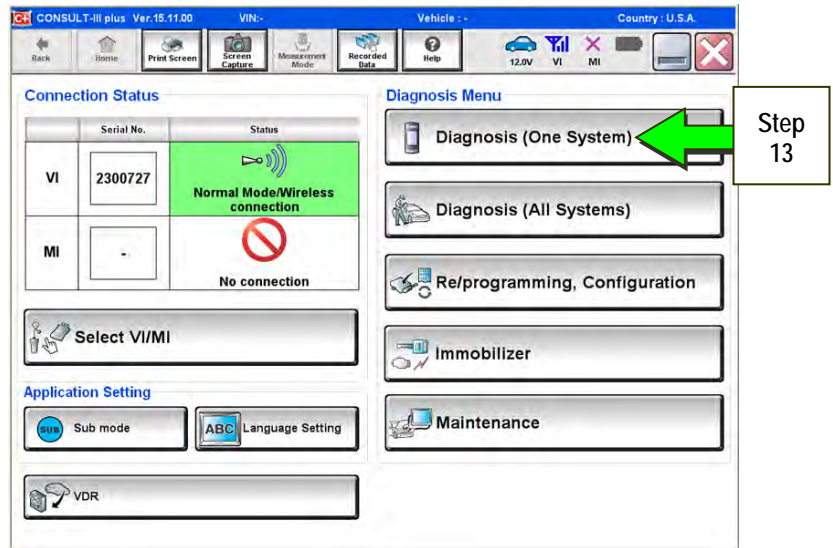 C+ CONSULT-III plus Ver.15.11.00 VIN:- Vehicle : - Country : U.S.A.
Back
Home
Print Screen
Screen
Capture
Measurement
Mode
Recorded
Data
Help
12.0V
VI
MI
Connection Status
Serial No. Status
VI
2300727
Normal Mode/Wireless
connection
MI
-
No connection
Select VI/MI
Application Setting
SUB
Sub mode
ABC
Language Setting
VDR
Diagnosis Menu
Diagnosis (One System)
Diagnosis (All Systems)
Re/programming, Configuration
Immobilizer
Maintenance
Step
13